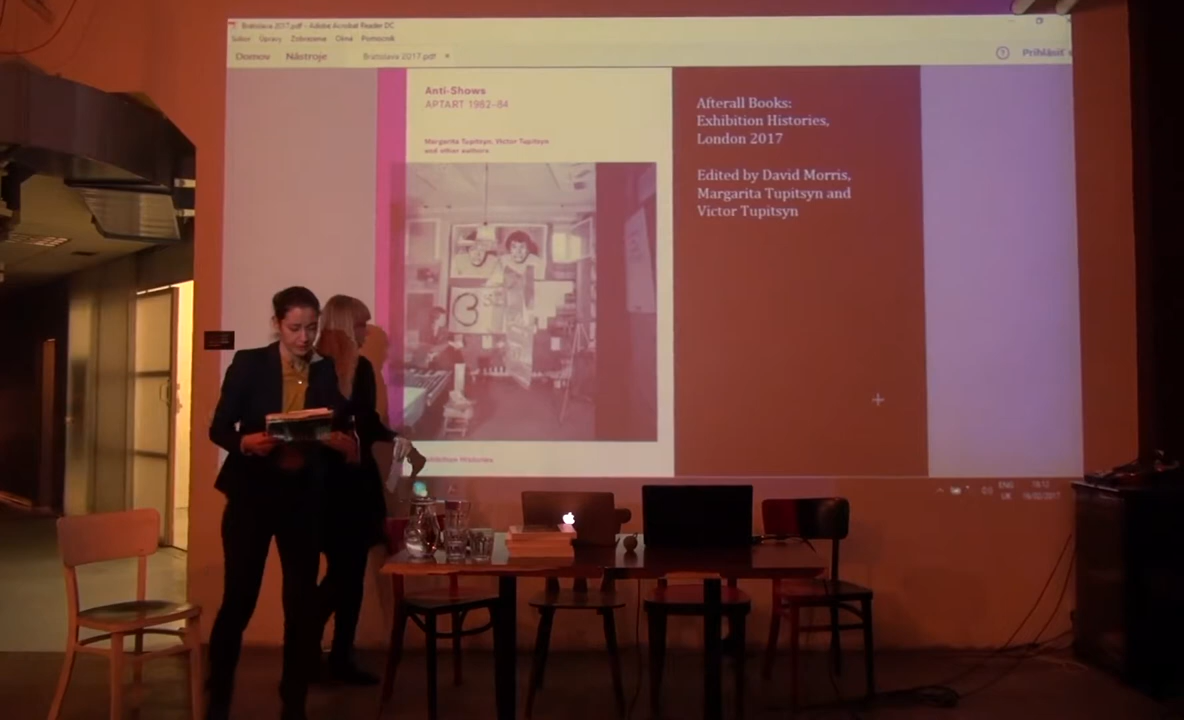 Bratislava 2017.pdf - Adobe Acrobat Reader DC
Súbor Úpravy Zobrazenie Okná Pomocník
Domov Nástroje Bratislava 2017.pdf ×
? Prihlásiť
Anti-Shows
APTART 1982–84
Margarita Tupitsyn, Victor Tupitsyn
and other authors
Exhibition Histories
Afterall Books:
Exhibition Histories,
London 2017
Edited by David Morris,
Margarita Tupitsyn and
Victor Tupitsyn
ENG